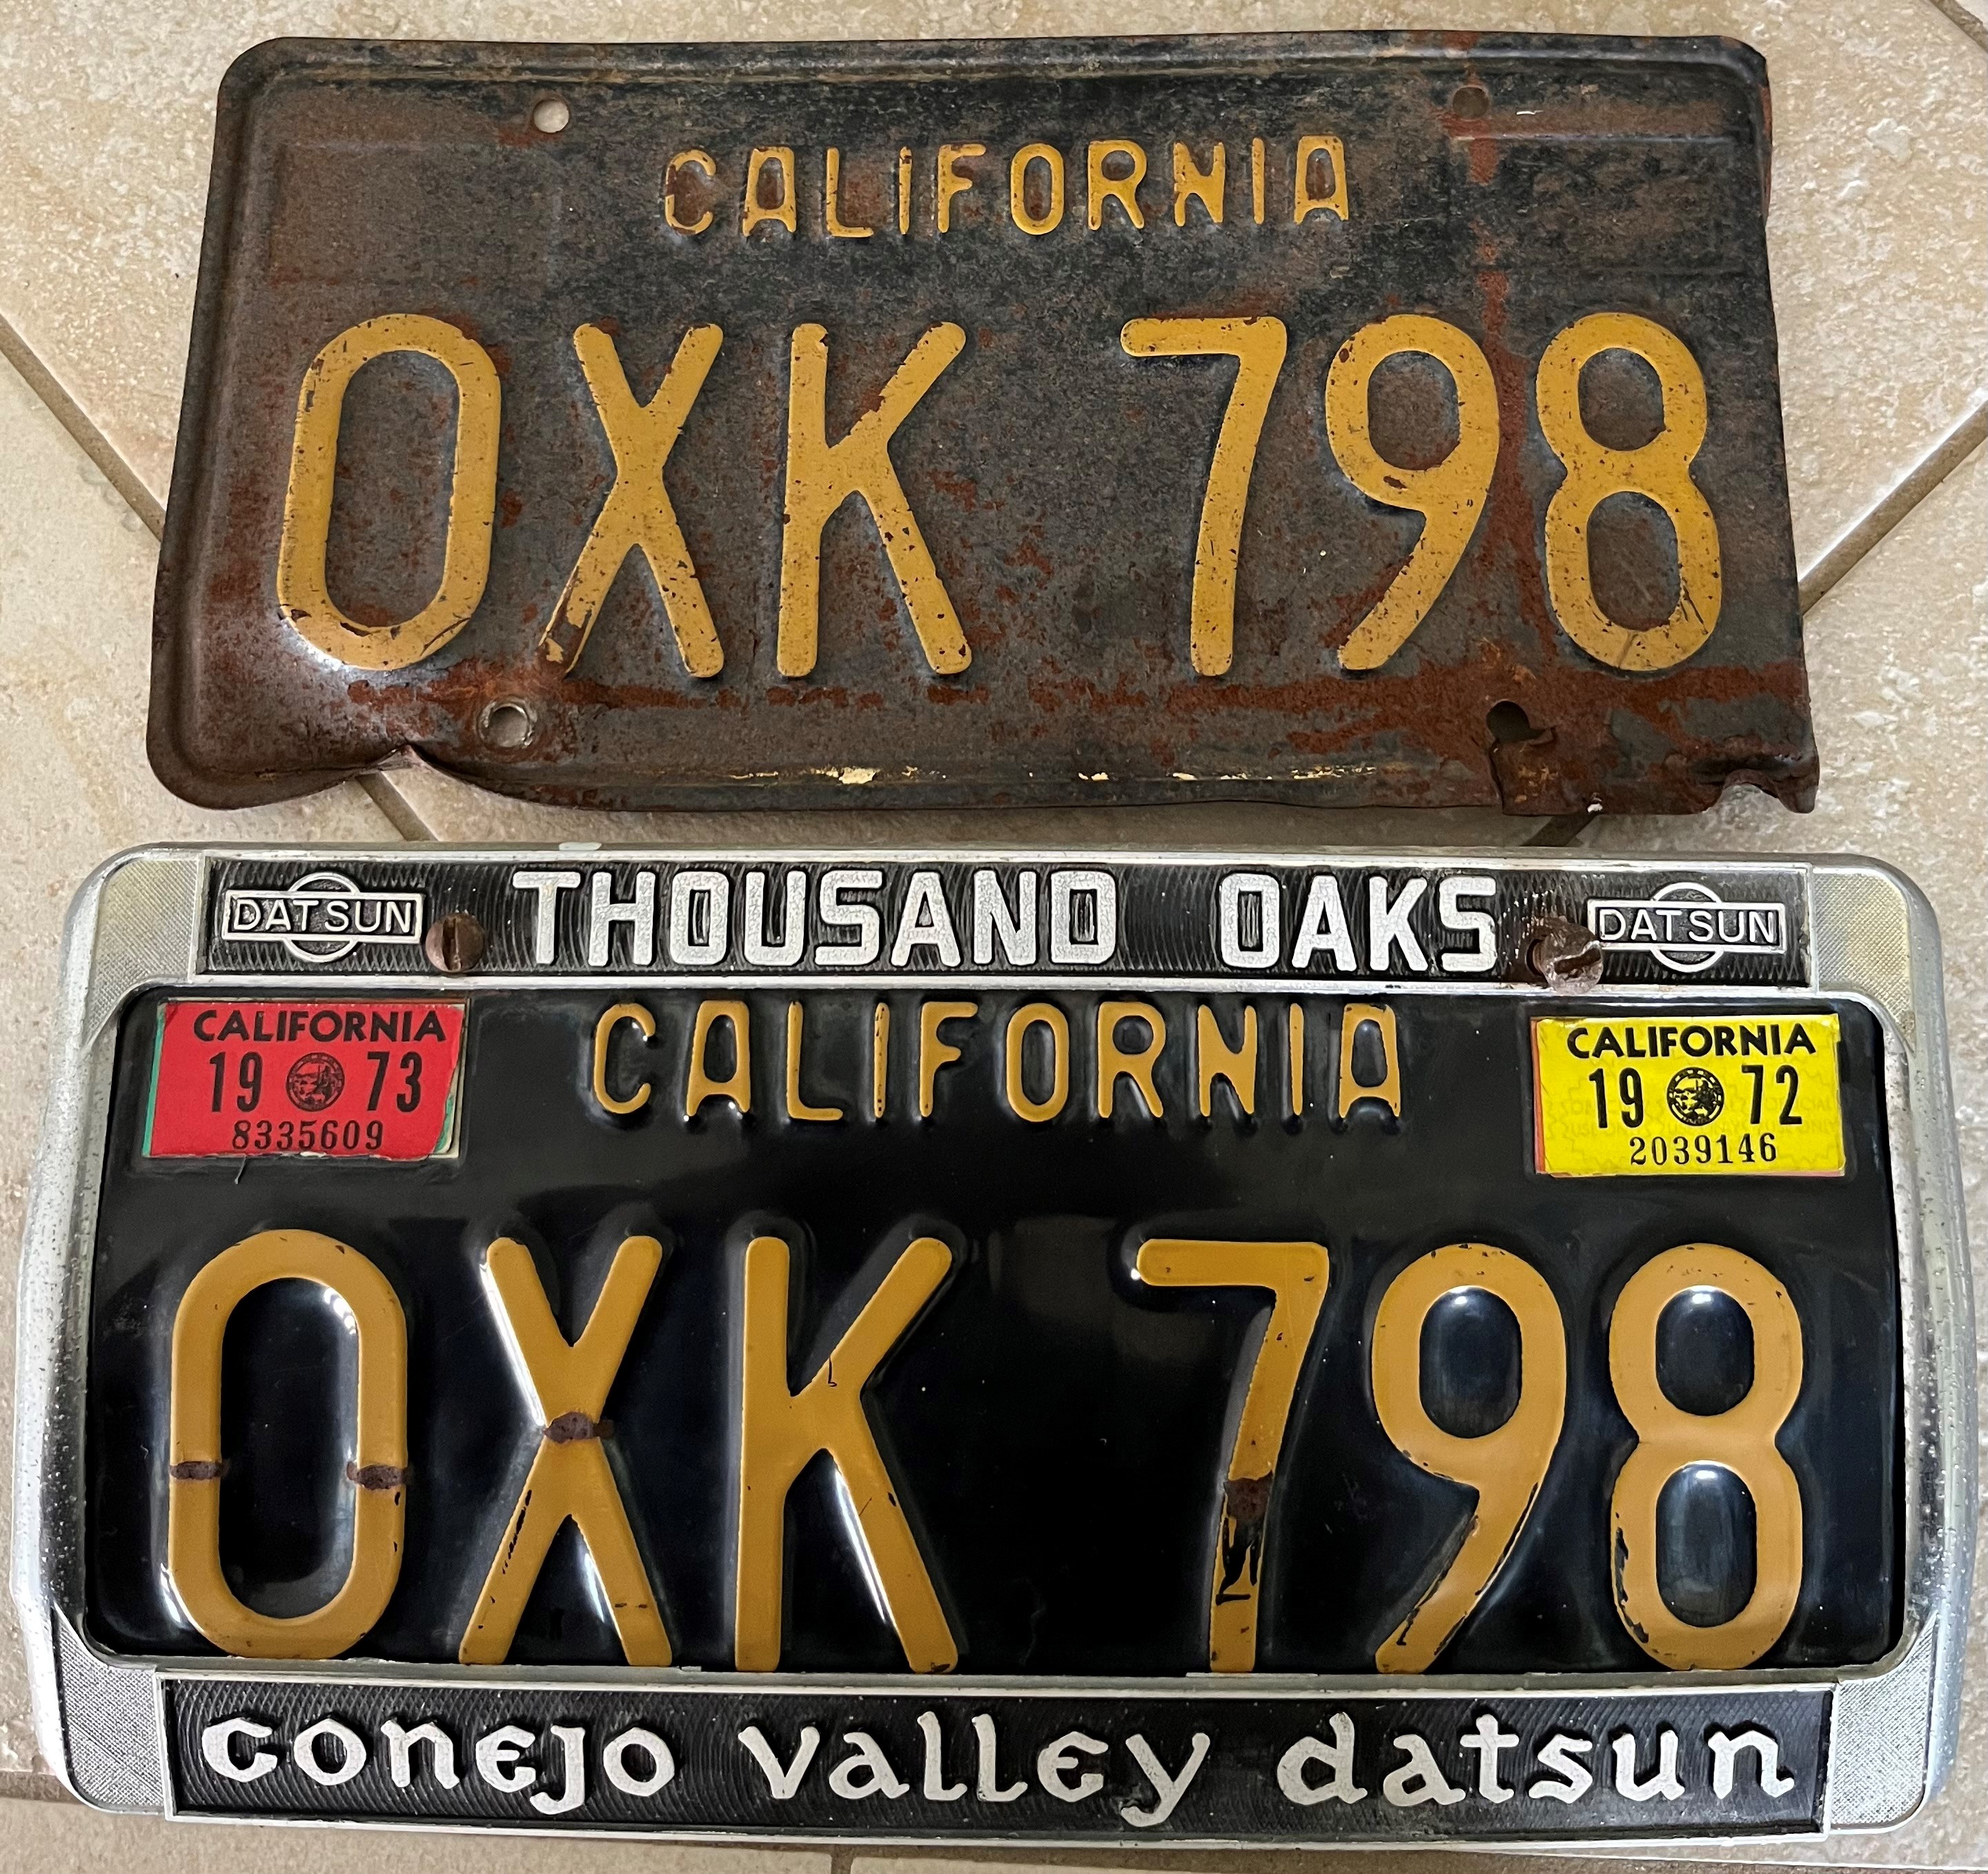 CALIFORNIA
OXK 798
DATSUN THOUSAND OAKS DATSUN
CALIFORNIA
19 73
8335609
CALIFORNIA
CALIFORNIA
19 72
2039146
OXK 798
conejo valley datsun